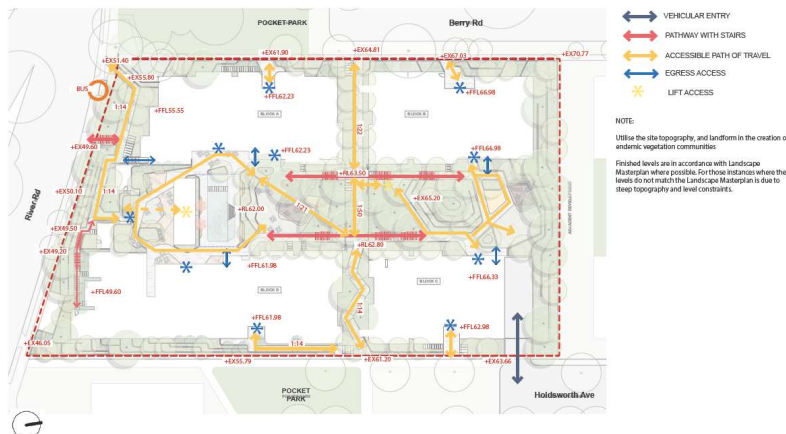 POCKET PARK
Berry Rd
+EX51.40
+EX61.90
+EX64.81
+EX67.03
+EX70.77
+EX55.80
BUS
1:14
+FFL55.55
+FFL62.23
+FFL66.98
BLOCK A
BLOCK B
1:22
+EX49.60
+FFL62.23
+FFL66.98
+RL63.50
River Rd
+EX50.10
1:14
+RL62.00
1:21
1:50
+EX65.20
+EX49.50
+EX49.20
+RL62.80
+FFL61.98
+FFL66.33
+FFL49.60
BLOCK D
BLOCK C
1:14
+FFL61.98
+FFL62.98
+EX46.05
1:14
+EX55.79
+EX61.20
+EX63.66
POCKET
PARK
Holdsworth Ave
VEHICULAR ENTRY
PATHWAY WITH STAIRS
ACCESSIBLE PATH OF TRAVEL
EGRESS ACCESS
LIFT ACCESS
NOTE:
Utilise the site topography, and landform in the creation o
endemic vegetation communities
Finished levels are in accordance with Landscape
Masterplan where possible. For those instances where the
levels do not match the Landscape Masterplan is due to
steep topography and level constraints.